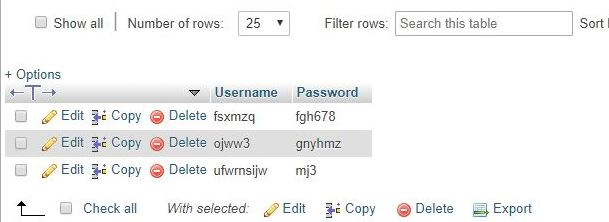 Show all Number of rows: 25 Filter rows: Search this table Sort
+ Options
Username Password
Edit Copy Delete fsxmzq fgh678
Edit Copy Delete ojww3 gnyhmz
Edit Copy Delete ufwrnsijw mj3
Check all With selected: Edit Copy Delete Export